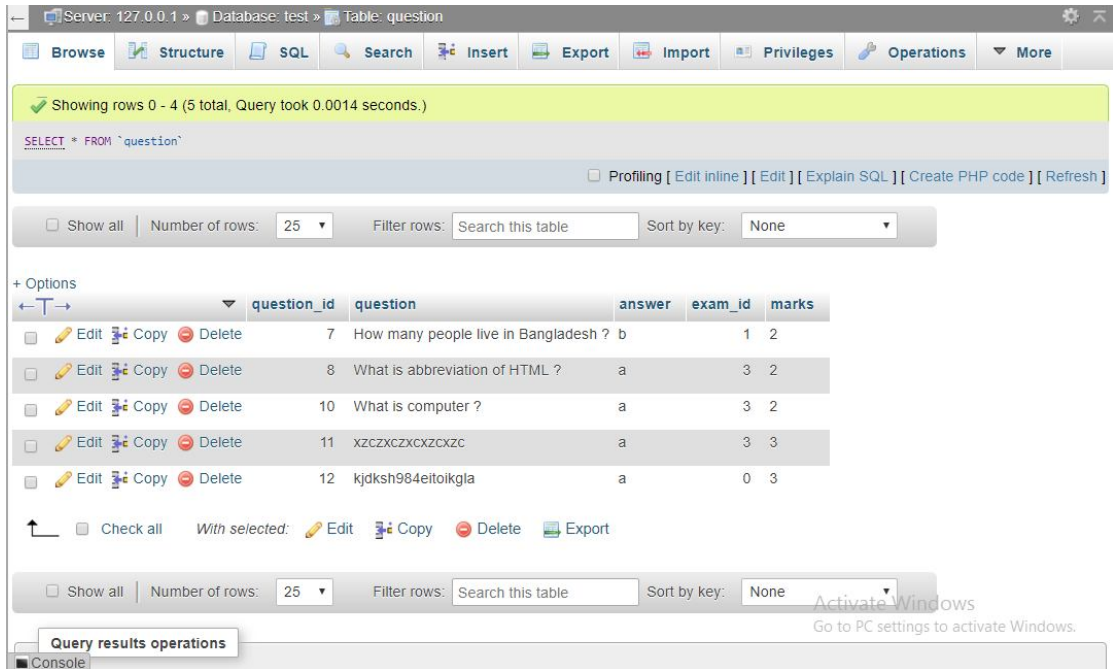 Server: 127.0.0.1 » Database: test » Table: question
Browse Structure SQL Search Insert Export Import Privileges Operations More
Showing rows 0 - 4 (5 total, Query took 0.0014 seconds.)
SELECT * FROM `question`
Profiling [ Edit inline ] [ Edit ] [ Explain SQL ] [ Create PHP code ] [ Refresh ]
Show all Number of rows: 25 Filter rows: Search this table Sort by key: None
+ Options
←T→ question_id question answer exam_id marks
Edit Copy Delete 7 How many people live in Bangladesh ? b 1 2
Edit Copy Delete 8 What is abbreviation of HTML ? a 3 2
Edit Copy Delete 10 What is computer ? a 3 2
Edit Copy Delete 11 xzczxczxcxzcxzc a 3 3
Edit Copy Delete 12 kjdksh984eitoikgla a 0 3
Check all With selected: Edit Copy Delete Export
Show all Number of rows: 25 Filter rows: Search this table Sort by key: None
Activate Windows
Go to PC settings to activate Windows.
Query results operations
Console